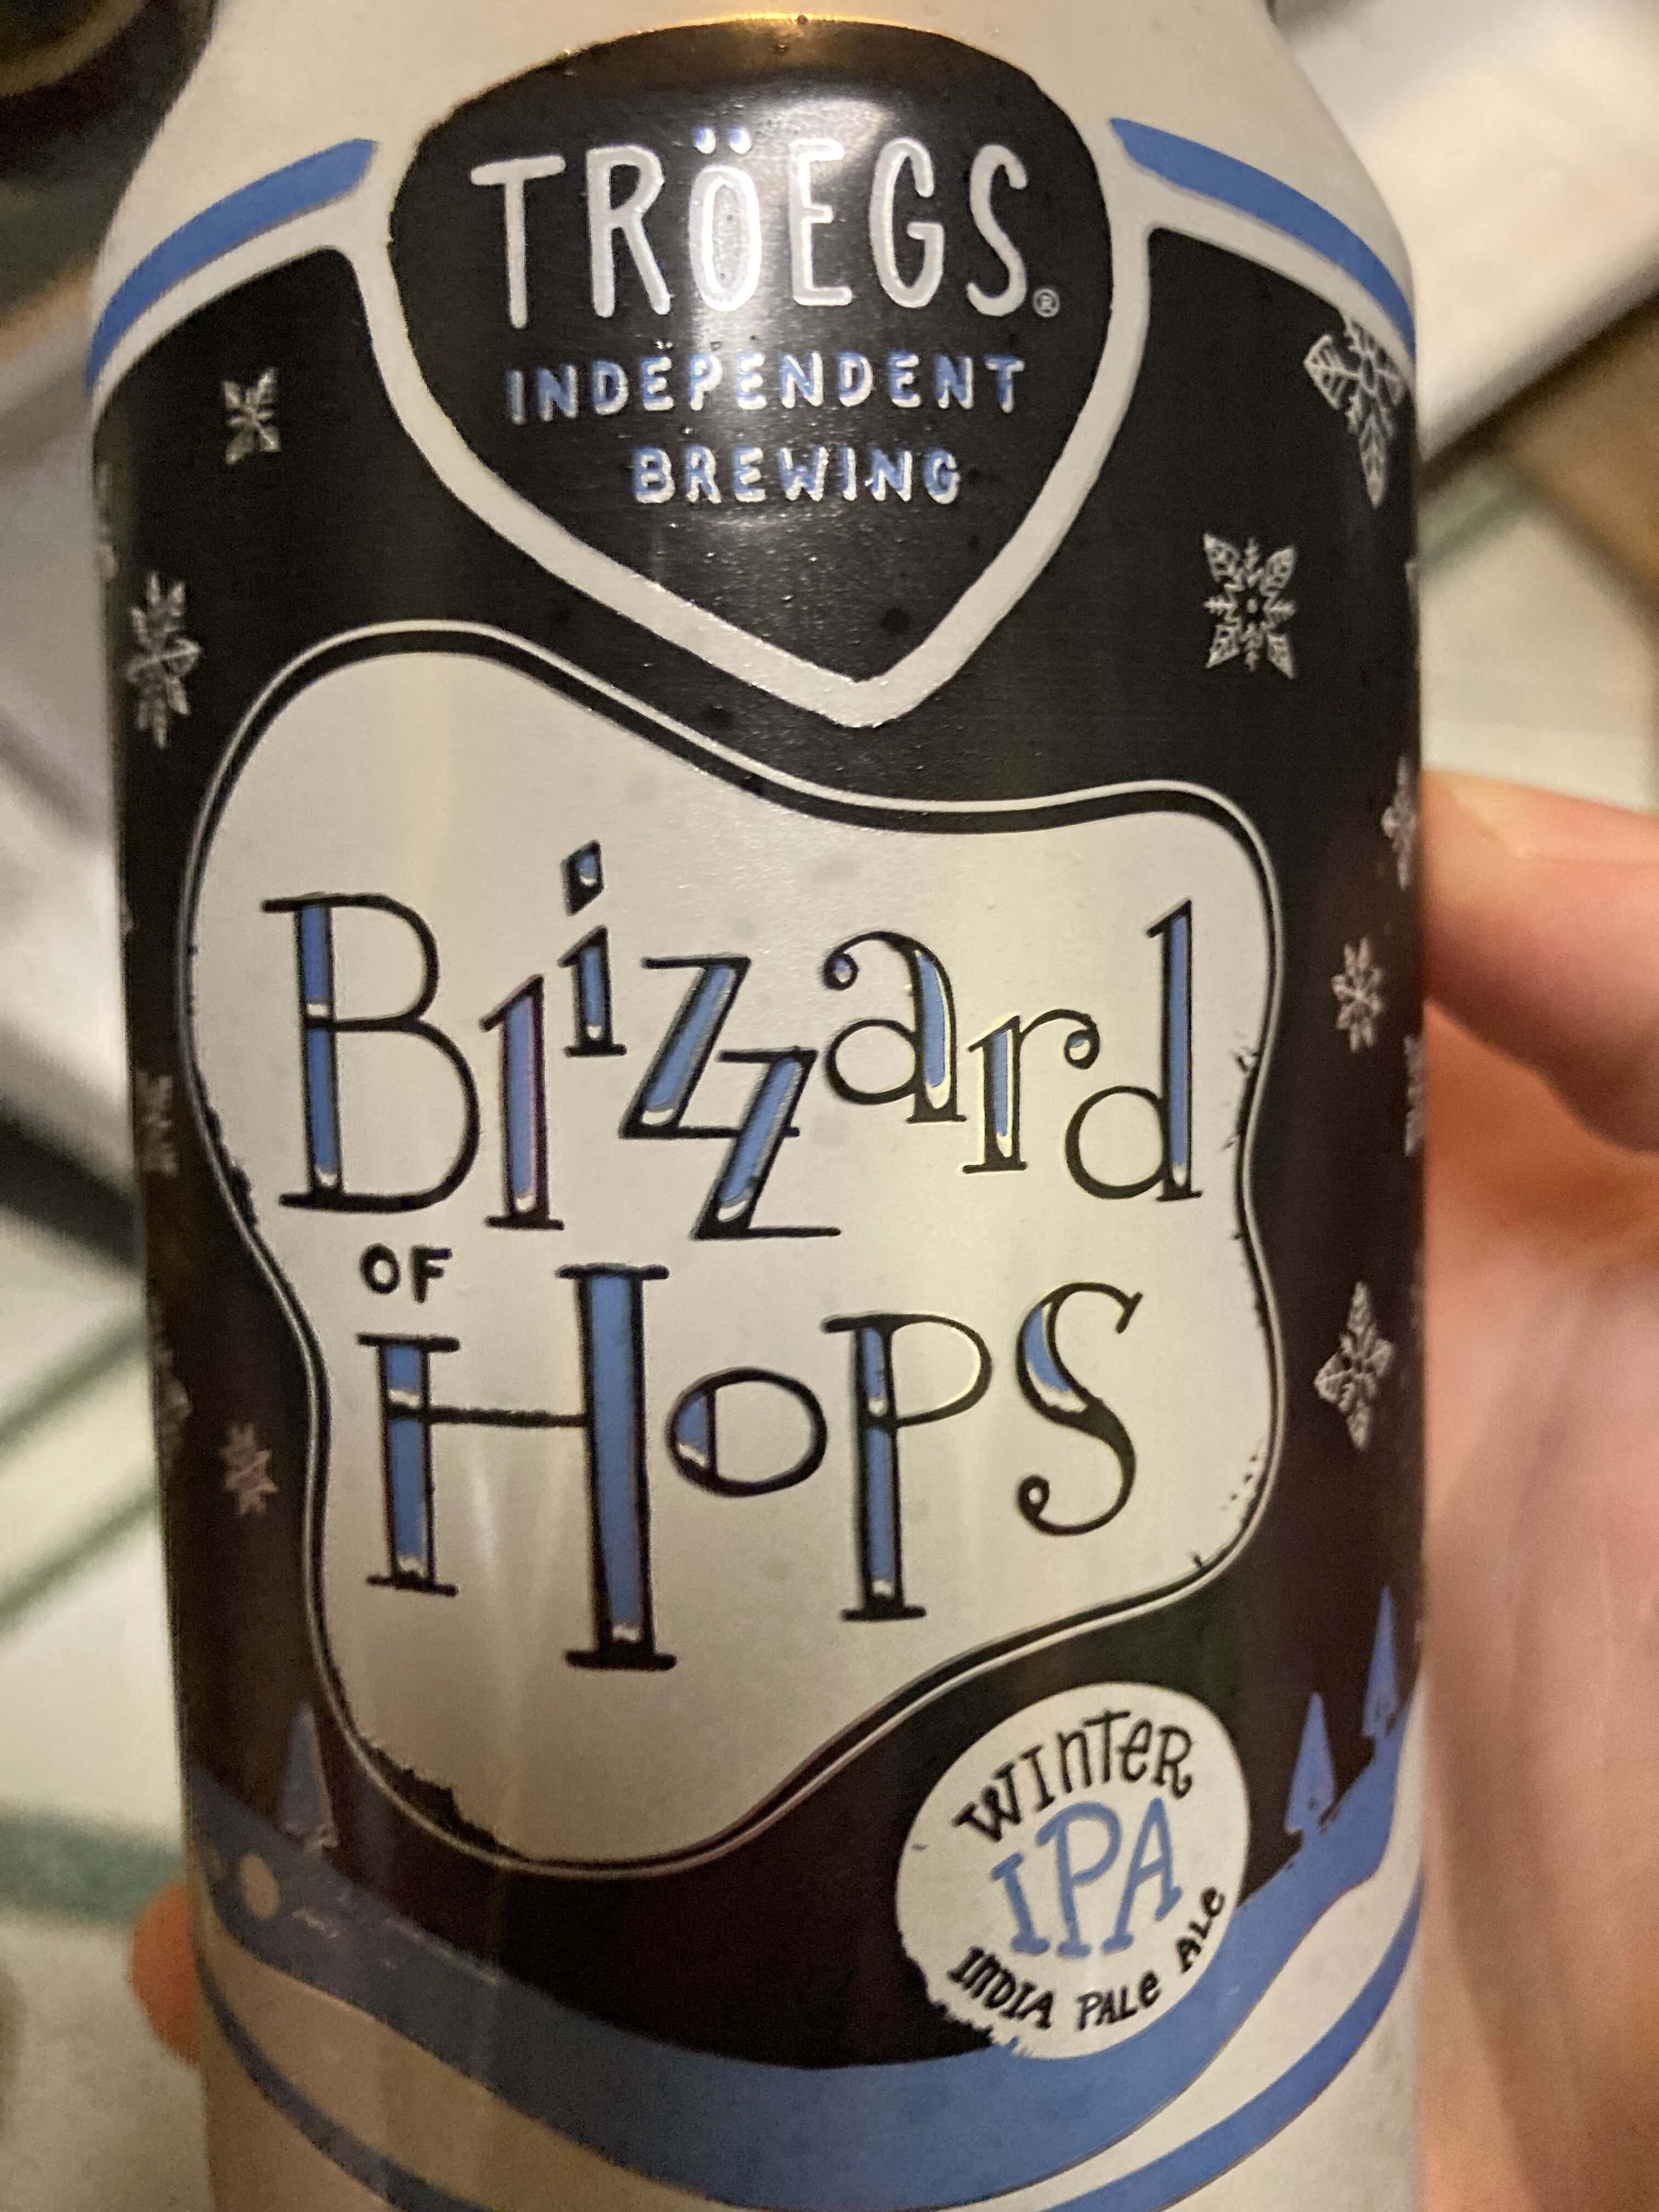 TRÖEGS®
INDEPENDENT
BREWING
Blizzard
OF
HOPS
WINTER
IPA
INDIA PALE ALE